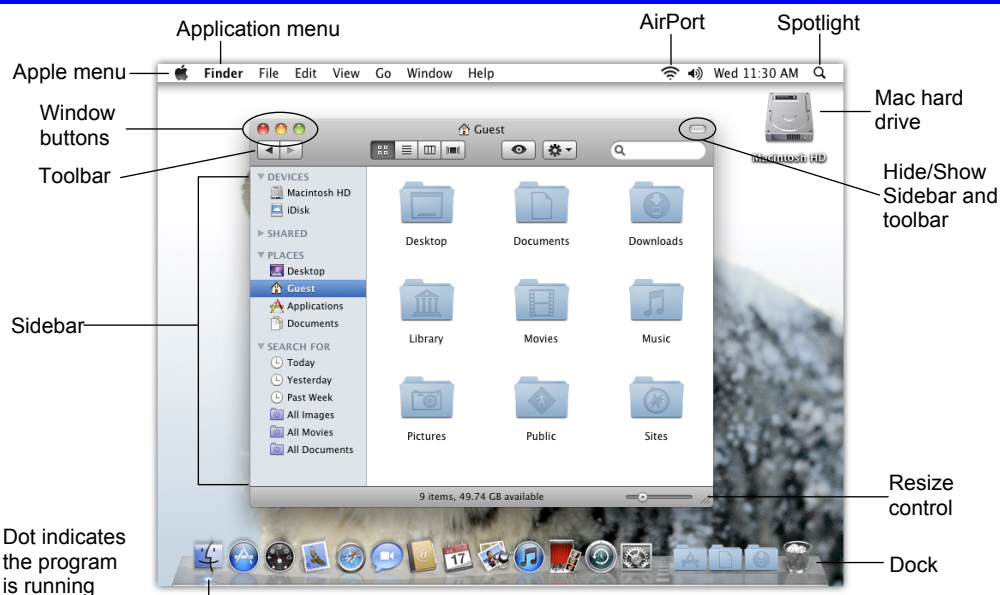 Application menu
AirPort
Spotlight
Apple menu
Finder File Edit View Go Window Help
Wed 11:30 AM
Window
buttons
Toolbar
Guest
Mac hard
drive
Macintosh HD
Hide/Show
Sidebar and
toolbar
Sidebar
DEVICES
Macintosh HD
iDisk
SHARED
PLACES
Desktop
Guest
Applications
Documents
SEARCH FOR
Today
Yesterday
Past Week
All Images
All Movies
All Documents
Desktop Documents Downloads
Library Movies Music
Pictures Public Sites
9 items, 49.74 GB available
Resize
control
Dot indicates
the program
is running
17
Dock